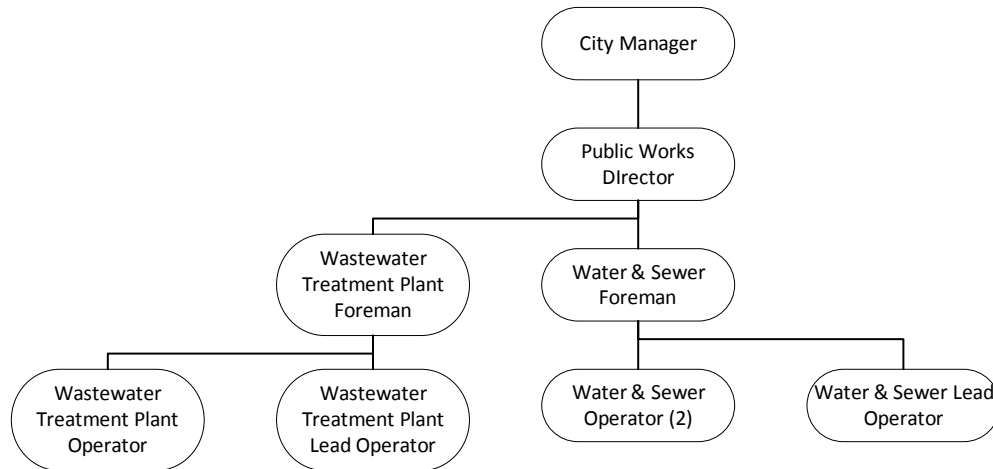 City Manager
Public Works
DIrector
Wastewater
Treatment Plant
Foreman
Water & Sewer
Foreman
Wastewater
Treatment Plant
Operator
Wastewater
Treatment Plant
Lead Operator
Water & Sewer
Operator (2)
Water & Sewer Lead
Operator